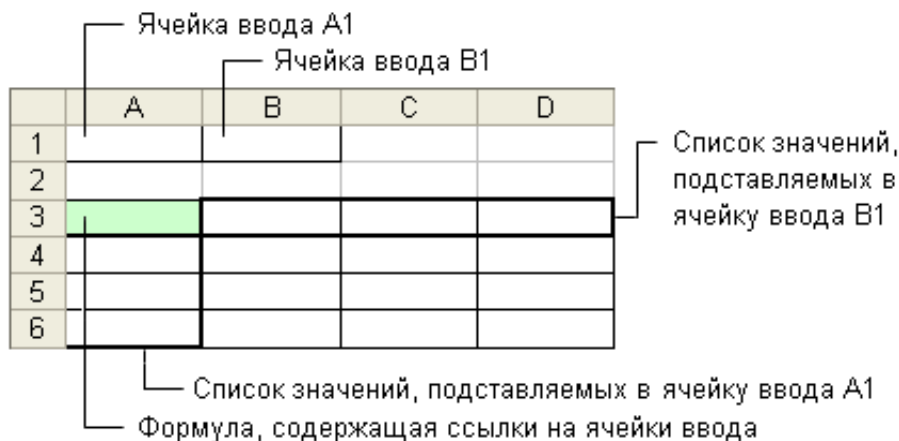 Ячейка ввода A1
Ячейка ввода B1
A B C D
1
2
3
4
5
6
Список значений,
подставляемых в
ячейку ввода B1
Список значений, подставляемых в ячейку ввода A1
Формула, содержащая ссылки на ячейки ввода